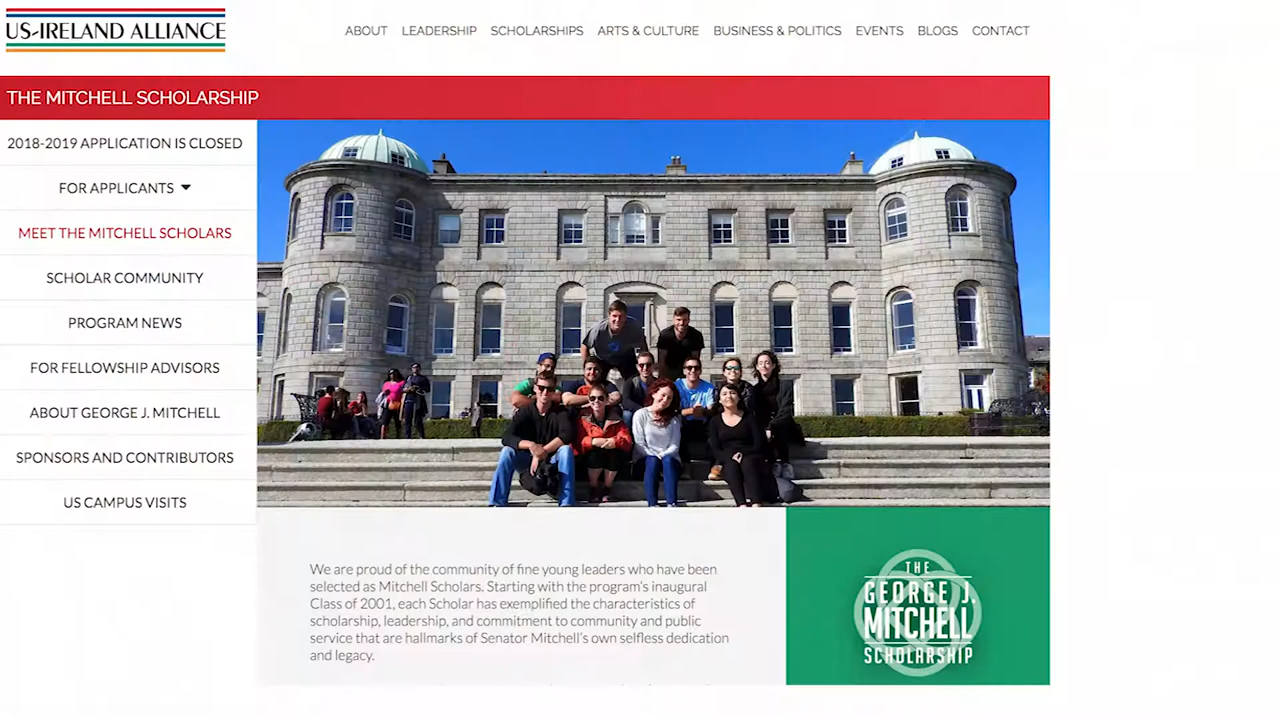 US-IRELAND ALLIANCE
ABOUT LEADERSHIP SCHOLARSHIPS ARTS & CULTURE BUSINESS & POLITICS EVENTS BLOGS CONTACT
THE MITCHELL SCHOLARSHIP
2018-2019 APPLICATION IS CLOSED
FOR APPLICANTS
MEET THE MITCHELL SCHOLARS
SCHOLAR COMMUNITY
PROGRAM NEWS
FOR FELLOWSHIP ADVISORS
ABOUT GEORGE J. MITCHELL
SPONSORS AND CONTRIBUTORS
US CAMPUS VISITS
We are proud of the community of fine young leaders who have been
selected as Mitchell Scholars. Starting with the program's inaugural
Class of 2001, each Scholar has exemplified the characteristics of
scholarship, leadership, and commitment to community and public
service that are hallmarks of Senator Mitchell's own selfless dedication
and legacy.
THE
GEORGE J.
MITCHELL
SCHOLARSHIP